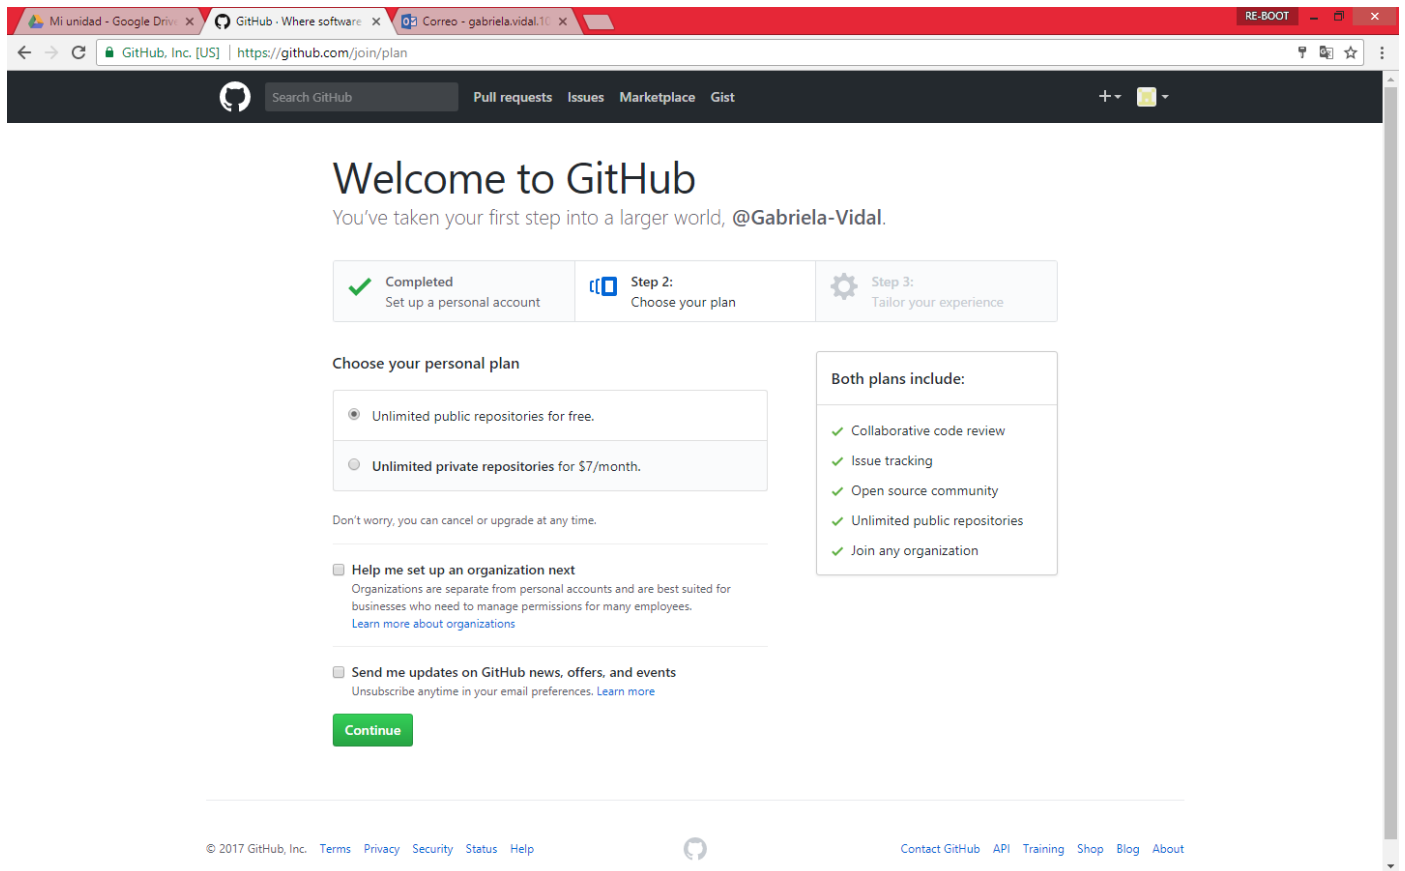 Mi unidad - Google Drive
GitHub · Where software
Correo - gabriela.vidal.10
RE-BOOT
GitHub, Inc. [US]
https://github.com/join/plan
Search GitHub
Pull requests
Issues
Marketplace
Gist
Welcome to GitHub
You've taken your first step into a larger world, @Gabriela-Vidal.
Completed
Set up a personal account
Step 2:
Choose your plan
Step 3:
Tailor your experience
Choose your personal plan
Unlimited public repositories for free.
Unlimited private repositories for $7/month.
Don't worry, you can cancel or upgrade at any time.
Help me set up an organization next
Organizations are separate from personal accounts and are best suited for
businesses who need to manage permissions for many employees.
Learn more about organizations
Send me updates on GitHub news, offers, and events
Unsubscribe anytime in your email preferences. Learn more
Continue
Both plans include:
Collaborative code review
Issue tracking
Open source community
Unlimited public repositories
Join any organization
© 2017 GitHub, Inc.
Terms
Privacy
Security
Status
Help
Contact GitHub
API
Training
Shop
Blog
About